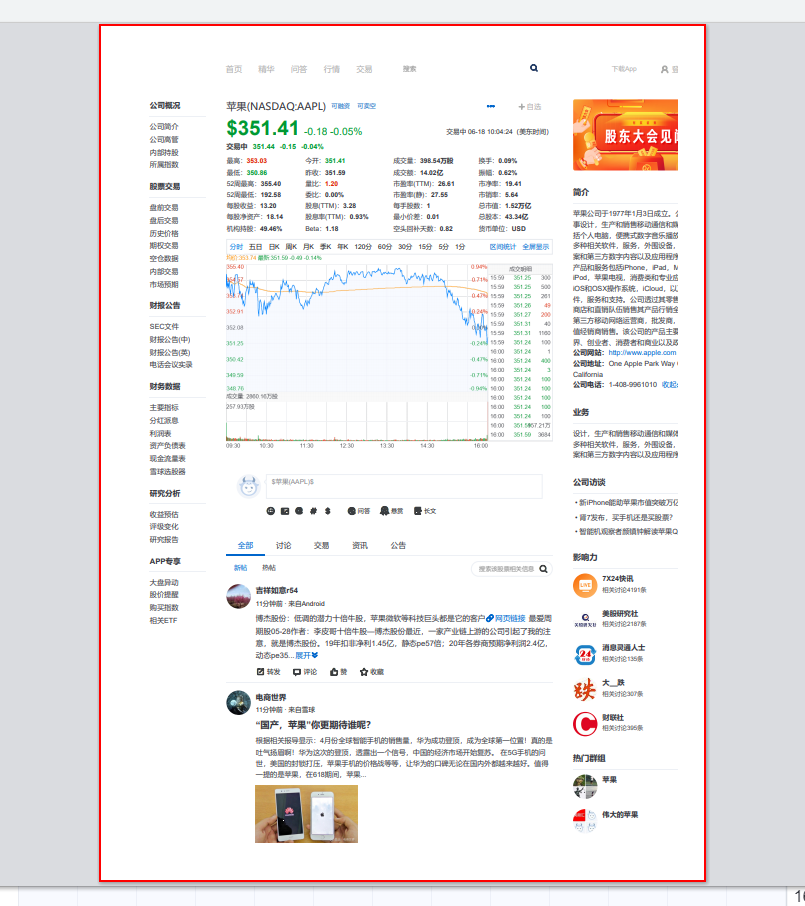 首页 精华 问答 行情 交易 搜索 下载App
公司概况
公司简介
公司高管
内部持股
所属指数
股票交易
盘前交易
盘后交易
历史价格
期权交易
空仓数据
内部交易
市场预期
财报公告
SEC文件
财报公告(中)
财报公告(英)
电话会议实录
财务数据
主要指标
分红派息
利润表
资产负债表
现金流量表
雪球选股器
研究分析
收益预估
评级变化
研究报告
APP专享
大盘异动
股价提醒
购买指数
相关ETF
苹果(NASDAQ:AAPL) 可融资 可卖空 ••• +自选
$351.41 -0.18 -0.05% 交易中 06-18 10:04:24（美东时间）
交易中 351.44 -0.15 -0.04%
最高：353.03 今开：351.41 成交量：398.54万股 换手：0.09%
最低：350.86 昨收：351.59 成交额：14.02亿 振幅：0.62%
52周最高：355.40 量比：1.20 市盈率(TTM)：26.61 市净率：19.41
52周最低：192.58 委比：0.00% 市盈率(静)：27.55 市销率：5.64
每股收益：13.20 股息(TTM)：3.28 每手股数：1 总市值：1.52万亿
每股净资产：18.14 股息率(TTM)：0.93% 最小价差：0.01 总股本：43.34亿
机构持股：49.46% Beta：1.18 空头回补天数：0.82 货币单位：USD
分时 五日 日K 周K 月K 季K 年K 120分 60分 30分 15分 5分 1分 区间统计 全屏显示
均价:353.74 最新:351.59 -0.49 -0.14%
355.40 0.94% 成交明细
15:59 351.25 300
15:59 351.25 500
15:59 351.25 261
15:59 351.26 49
15:59 351.27 200
15:59 351.31 40
15:59 351.31 1160
15:59 351.24 100
16:00 351.24 1
16:00 351.24 400
16:00 351.24 3
16:00 351.24 100
16:00 351.24 100
16:00 351.24 100
16:00 351.24 100
16:00 351.24 100
16:00 351.59 3684
352.91
352.08
351.25 -0.24%
350.42 -0.47%
349.59 -0.71%
348.76 -0.94%
成交量: 2860.16万股
257.93万股
09:30 10:30 11:30 12:30 13:30 14:30 16:00
$苹果(AAPL)$
# $ 问答 悬赏 长文
全部 讨论 交易 资讯 公告
新帖 热帖 搜索该股票相关信息
吉祥如意r54
11分钟前 · 来自Android
博杰股份：低调的潜力十倍牛股，苹果微软等科技巨头都是它的客户网页链接 最爱周
期股05-28作者：李皮哥十倍牛股—博杰股份最近，一家产业链上游的公司引起了我的注
意，就是博杰股份。19年扣非净利1.45亿，静态pe57倍；20年各券商预期净利润2.4亿，
动态pe35... 展开
转发 评论 赞 收藏
电商世界
11分钟前 · 来自雪球
“国产，苹果”你更期待谁呢？
根据相关报导显示：4月份全球智能手机的销售量，华为成功登顶，成为全球第一位置！真的是
吐气扬眉啊！华为这次的登顶，透露出一个信号，中国的经济市场开始复苏。 在5G手机的问
世，美国的封锁打压，苹果手机的价格战等等，让华为的口碑无论在国内外都越来越好。值得
一提的是苹果，在618期间，苹果...
股东大会见闻
简介
苹果公司于1977年1月3日成立。
事设计、生产和销售移动通信和
括个人电脑，便携式数字音乐播放
多种相关软件，服务，外围设备，
案和第三方数字内容以及应用程序
产品和服务包括iPhone，iPad，M
iPod，苹果电视，消费类和专业应
iOS和OSX操作系统，iCloud，以
件，服务和支持。公司透过其零售
商店和直销队伍销售其产品行销全
第三方移动网络运营商，批发商，
值经销商销售。该公司的产品主要
界、创业者、消费者和商业以及政
公司网站：http://www.apple.com
公司地址：One Apple Park Way
California
公司电话：1-408-9961010 收起
业务
设计，生产和销售移动通信和媒体
多种相关软件，服务，外围设备，
案和第三方数字内容以及应用程序
公司访谈
• 新iPhone能助苹果市值突破万亿
• 肾7发布，买手机还是买股票?
• 智能机观察者颜镇钟解读苹果Q
影响力
7X24快讯
相关讨论4191条
美股研究社
相关讨论2187条
消息灵通人士
相关讨论135条
大__跌
相关讨论307条
财联社
相关讨论395条
热门群组
苹果
伟大的苹果